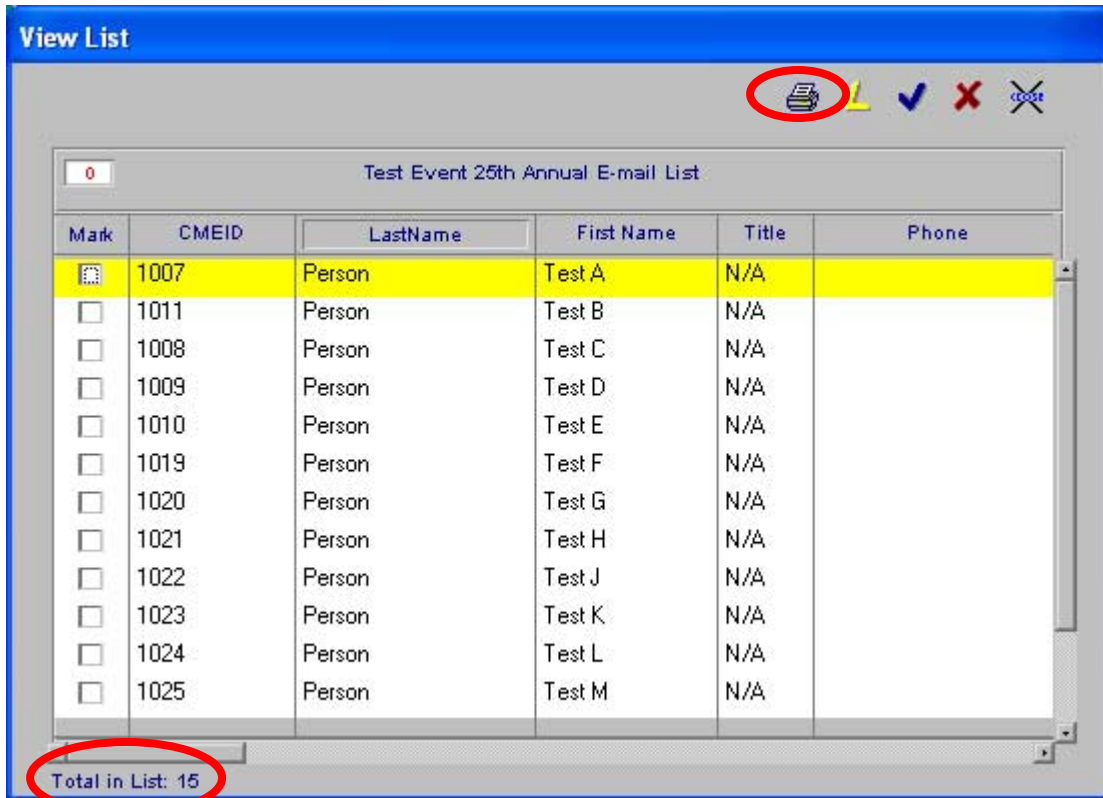 View List
CLOSE
0 Test Event 25th Annual E-mail List
Mark CMEID LastName First Name Title Phone
1007 Person Test A N/A
1011 Person Test B N/A
1008 Person Test C N/A
1009 Person Test D N/A
1010 Person Test E N/A
1019 Person Test F N/A
1020 Person Test G N/A
1021 Person Test H N/A
1022 Person Test J N/A
1023 Person Test K N/A
1024 Person Test L N/A
1025 Person Test M N/A
Total in List: 15